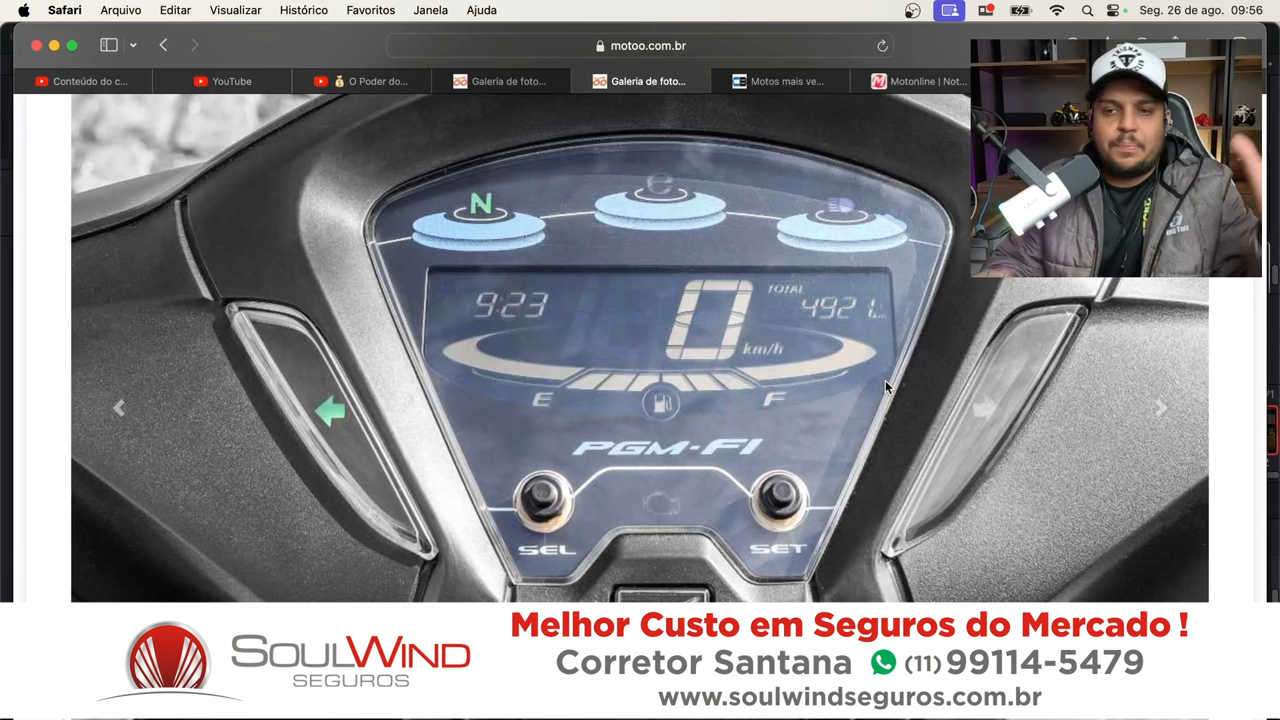 Safari Arquivo Editar Visualizar Histórico Favoritos Janela Ajuda Seg. 26 de ago. 09:56
motoo.com.br
Conteúdo do c... YouTube O Poder do... Galeria de foto... Galeria de foto... Motos mais ve... Motonline | Not...
N
9:23 0 km/h TOTAL 4921
E F
PGM-FI
SEL SET
SOULWIND
SEGUROS
Melhor Custo em Seguros do Mercado !
Corretor Santana (11) 99114-5479
www.soulwindseguros.com.br